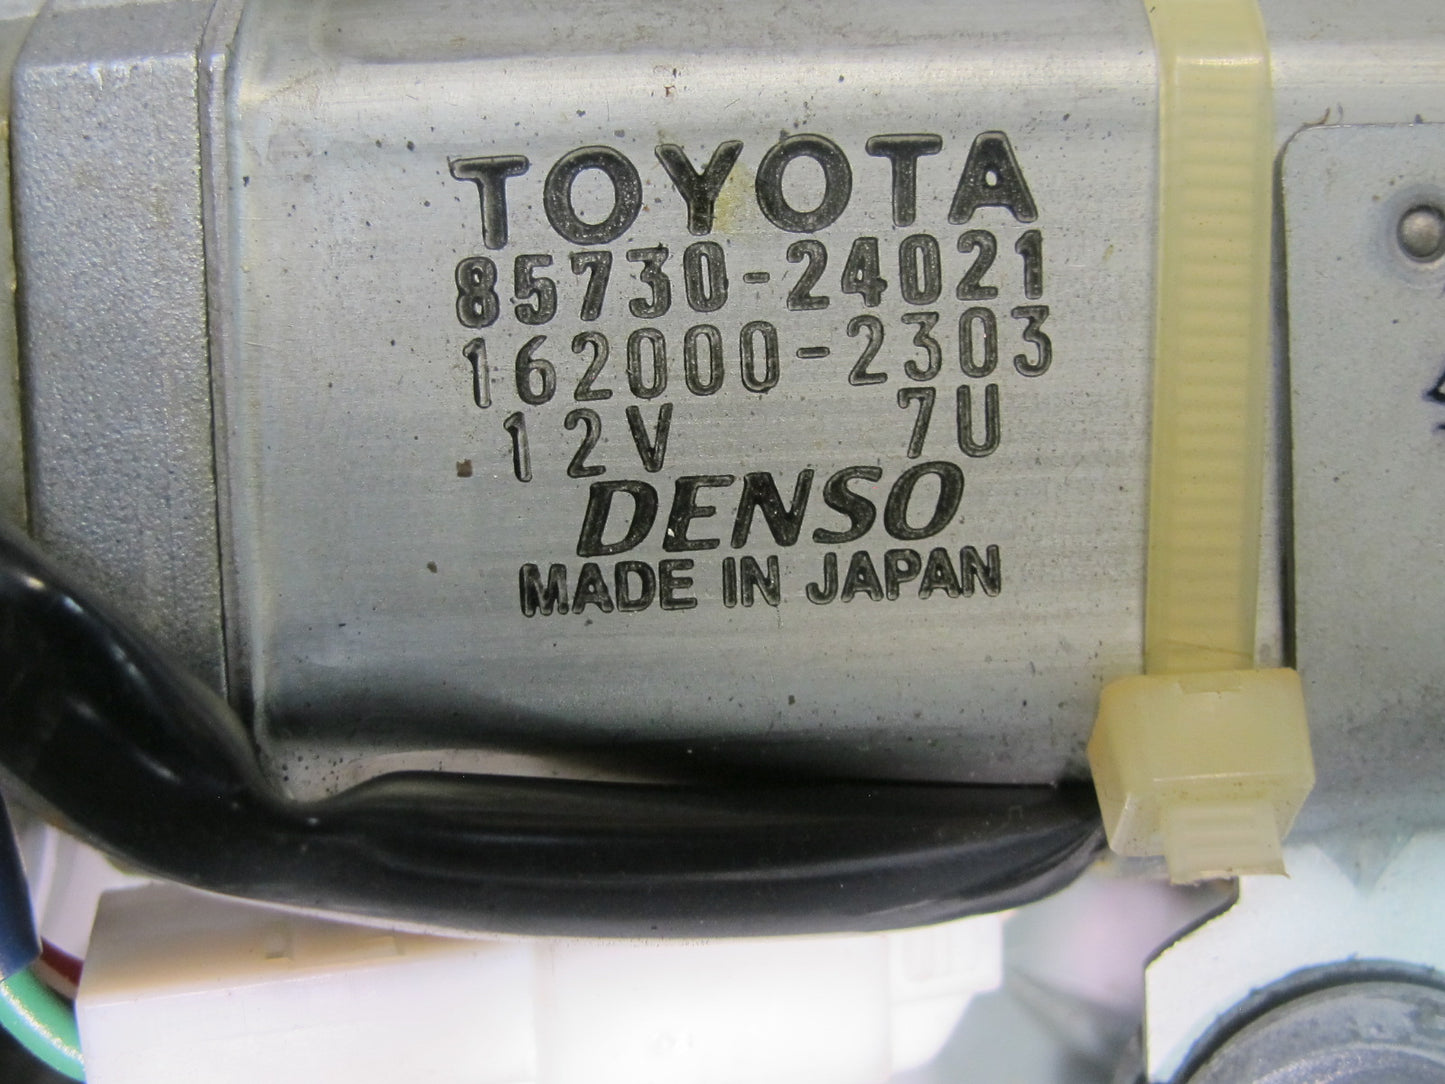 TOYOTA
85730-24021
162000-2303
12V 7U
DENSO
MADE IN JAPAN